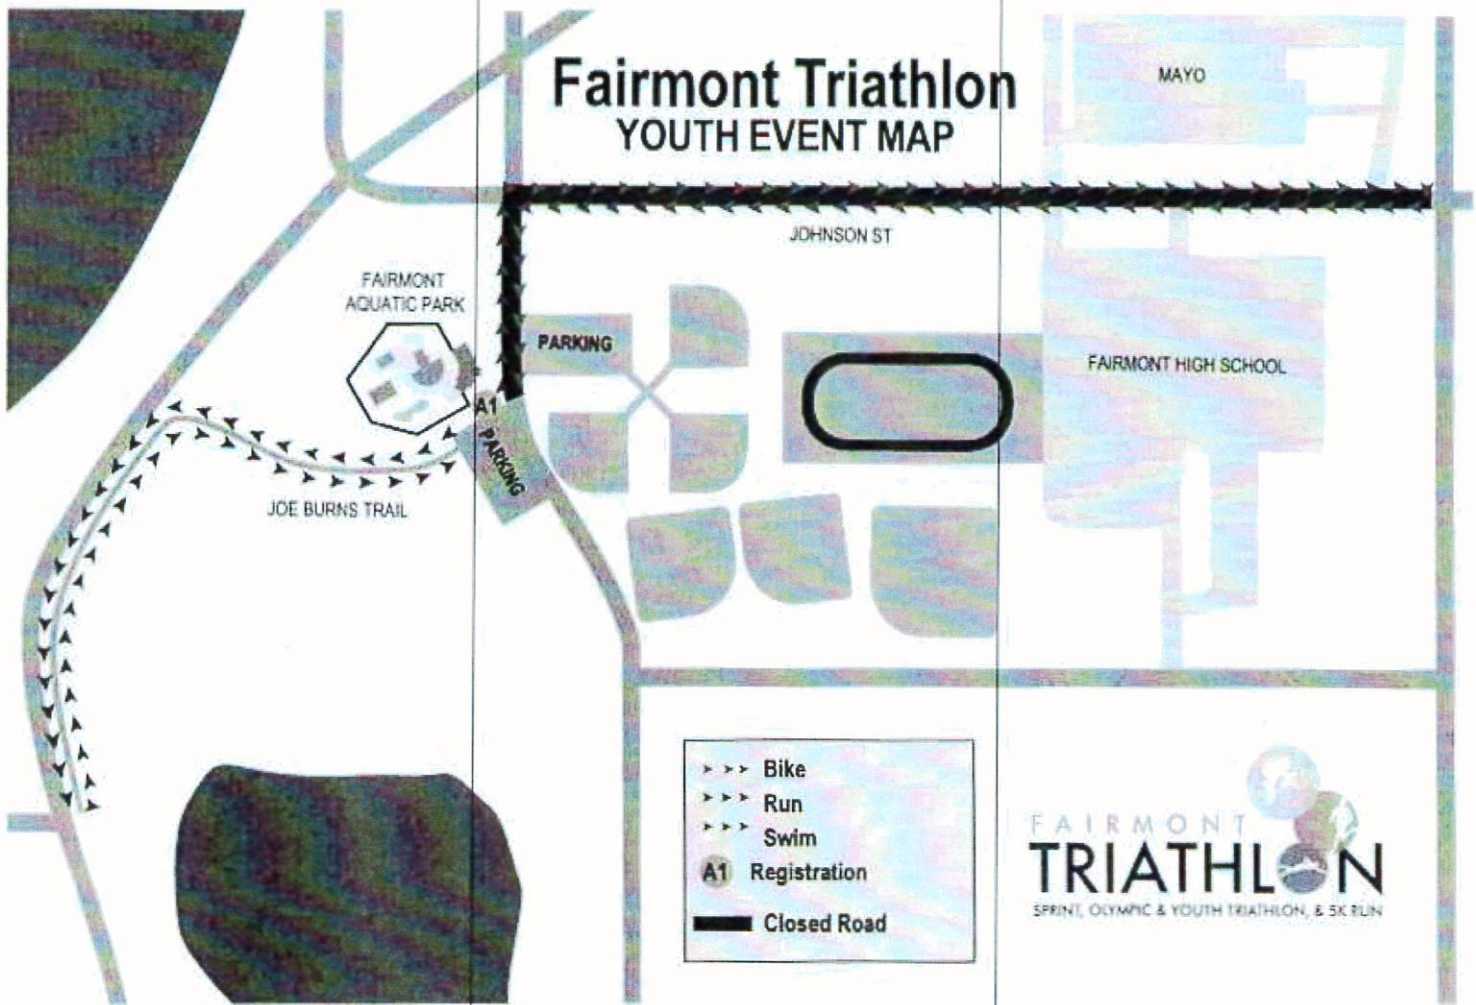 Fairmont Triathlon
YOUTH EVENT MAP
MAYO
JOHNSON ST
FAIRMONT
AQUATIC PARK
PARKING
FAIRMONT HIGH SCHOOL
A1
PARKING
JOE BURNS TRAIL
Bike
Run
Swim
A1 Registration
Closed Road
FAIRMONT
TRIATHLON
SPRINT, OLYMPIC & YOUTH TRIATHLON, & 5K RUN